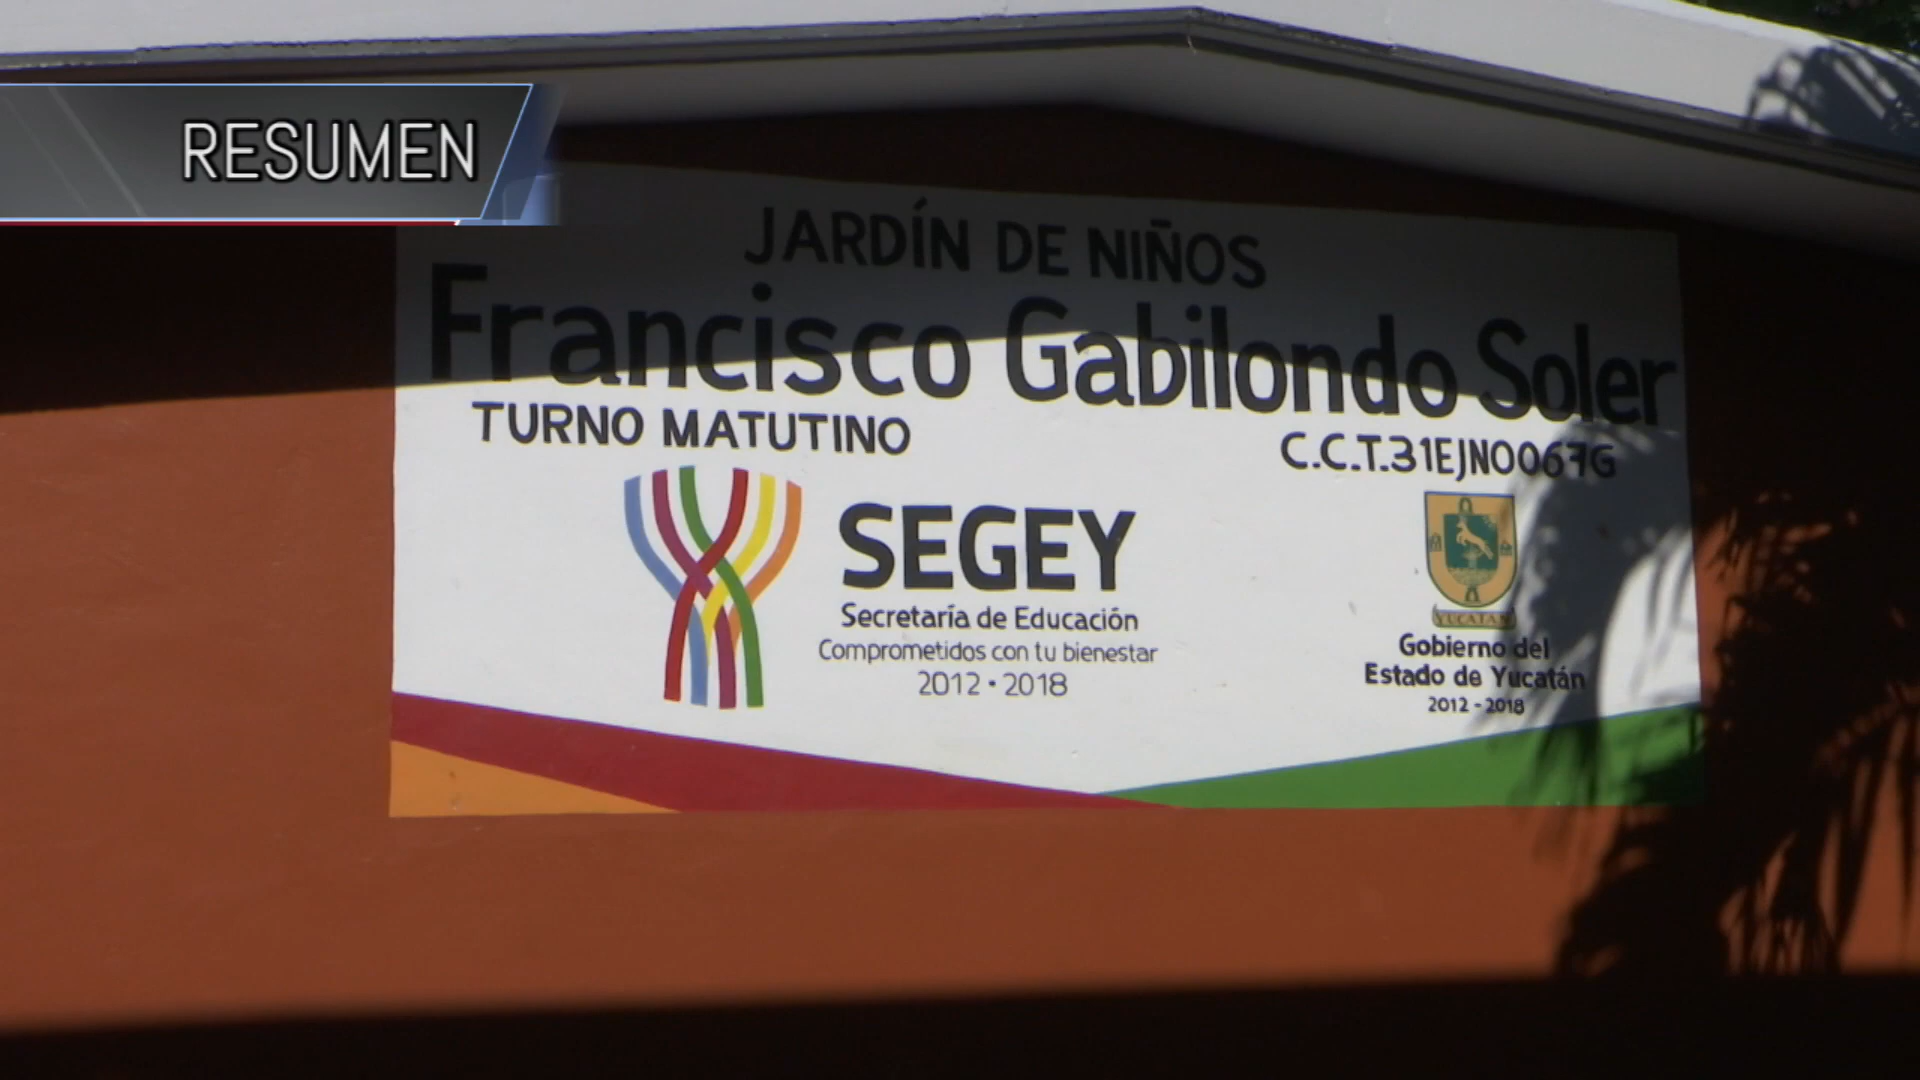 RESUMEN
JARDÍN DE NIÑOS
Francisco Gabilondo Soler
TURNO MATUTINO
C.C.T.31EJN0067G
SEGEY
Secretaría de Educación
Comprometidos con tu bienestar
2012 • 2018
YUCATAN
Gobierno del
Estado de Yucatán
2012 - 2018